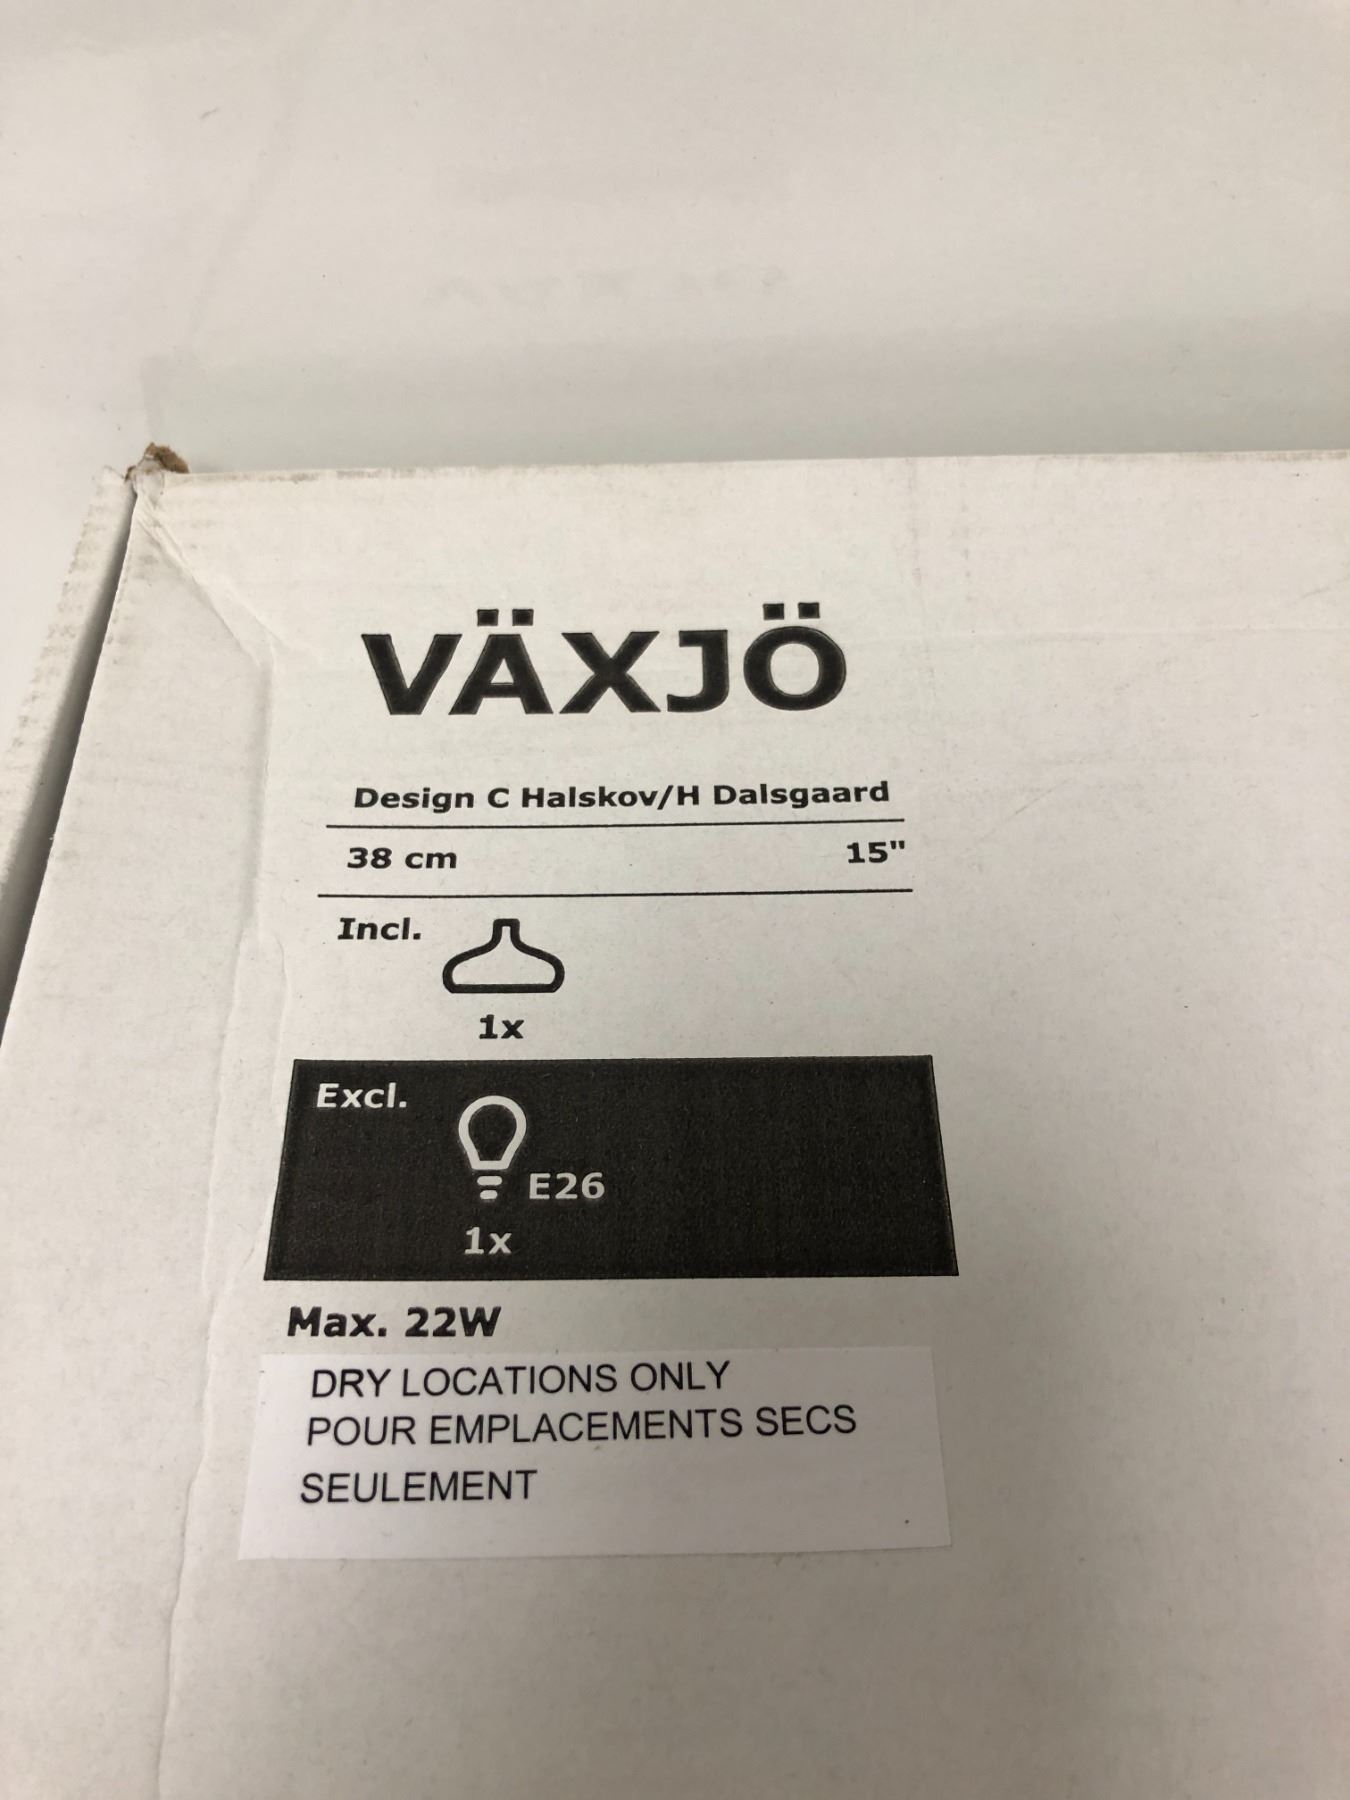 VÄXJÖ
Design C Halskov/H Dalsgaard
38 cm 15"
Incl.
1x
Excl.
E26
1x
Max. 22W
DRY LOCATIONS ONLY
POUR EMPLACEMENTS SECS
SEULEMENT